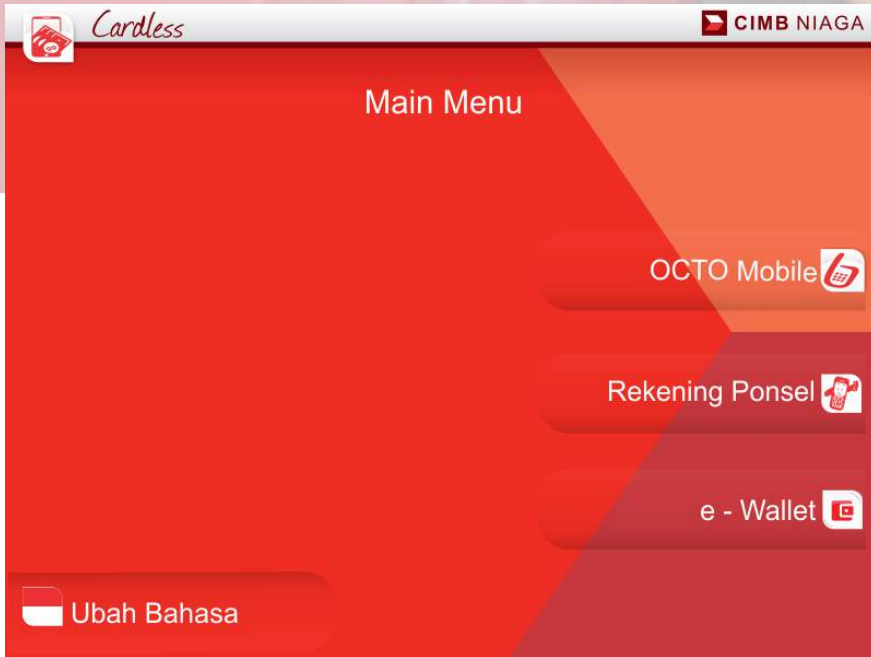 Cardless
CIMB NIAGA
Main Menu
OCTO Mobile
Rekening Ponsel
e - Wallet
Ubah Bahasa